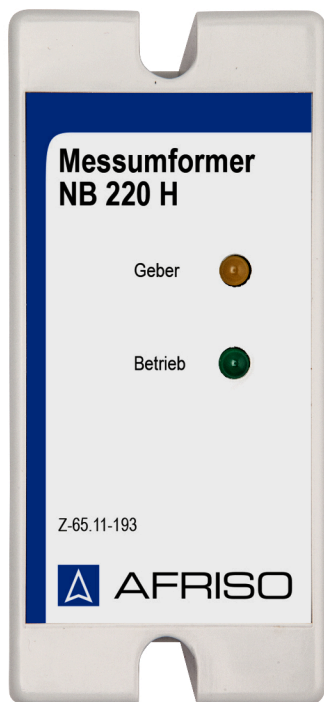 Messumformer
NB 220 H
Geber
Betrieb
Z-65.11-193
AFRISO